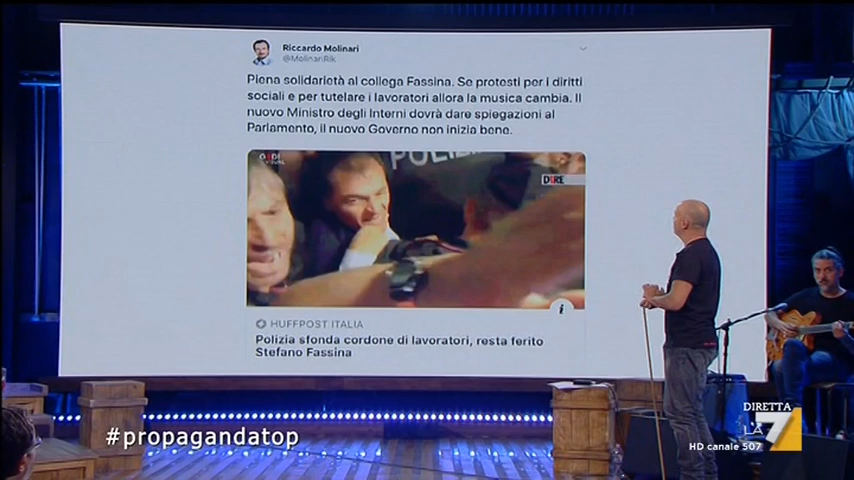 Riccardo Molinari
@MolinariRik
Piena solidarietà al collega Fassina. Se protesti per i diritti
sociali e per tutelare i lavoratori allora la musica cambia. Il
nuovo Ministro degli Interni dovrà dare spiegazioni al
Parlamento, il nuovo Governo non inizia bene.
POLIZI
DIRE
i
HUFFPOST ITALIA
Polizia sfonda cordone di lavoratori, resta ferito
Stefano Fassina
#propagandatop
DIRETTA
LA 7
HD canale 507